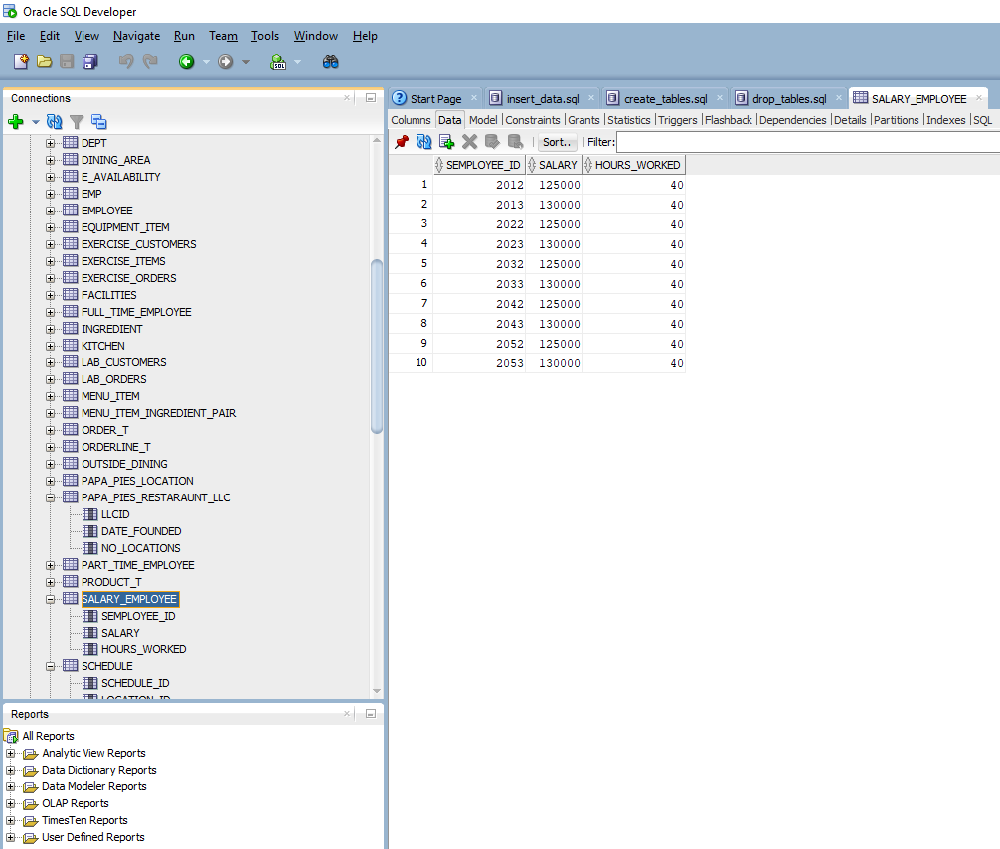 Oracle SQL Developer
File Edit View Navigate Run Team Tools Window Help
SQL
Connections
DEPT
DINING_AREA
E_AVAILABILITY
EMP
EMPLOYEE
EQUIPMENT_ITEM
EXERCISE_CUSTOMERS
EXERCISE_ITEMS
EXERCISE_ORDERS
FACILITIES
FULL_TIME_EMPLOYEE
INGREDIENT
KITCHEN
LAB_CUSTOMERS
LAB_ORDERS
MENU_ITEM
MENU_ITEM_INGREDIENT_PAIR
ORDER_T
ORDERLINE_T
OUTSIDE_DINING
PAPA_PIES_LOCATION
PAPA_PIES_RESTARAUNT_LLC
LLCID
DATE_FOUNDED
NO_LOCATIONS
PART_TIME_EMPLOYEE
PRODUCT_T
SALARY_EMPLOYEE
SEMPLOYEE_ID
SALARY
HOURS_WORKED
SCHEDULE
SCHEDULE_ID
LOCATION_ID
Reports
All Reports
Analytic View Reports
Data Dictionary Reports
Data Modeler Reports
OLAP Reports
TimesTen Reports
User Defined Reports
Start Page insert_data.sql create_tables.sql drop_tables.sql SALARY_EMPLOYEE
Columns Data Model Constraints Grants Statistics Triggers Flashback Dependencies Details Partitions Indexes SQL
Sort.. Filter:
SEMPLOYEE_ID SALARY HOURS_WORKED
1 2012 125000 40
2 2013 130000 40
3 2022 125000 40
4 2023 130000 40
5 2032 125000 40
6 2033 130000 40
7 2042 125000 40
8 2043 130000 40
9 2052 125000 40
10 2053 130000 40